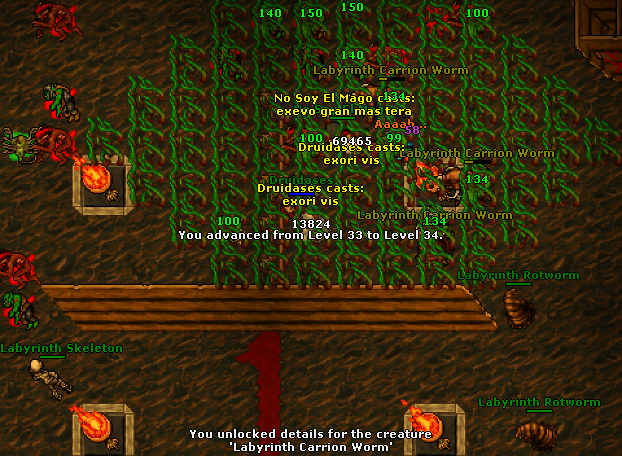 140 150 150 100
140
Labyrinth Carrion Worm
134
No Soy El Mago casts:
exevo gran mas tera
Aaaah...
58
100 69465 99
Druidases casts:
exori vis
Labyrinth Carrion Worm
Druidases
134
Druidases casts:
exori vis
Labyrinth Carrion Worm
100 13824 134
You advanced from Level 33 to Level 34.
Labyrinth Rotworm
Labyrinth Skeleton
Labyrinth Rotworm
You unlocked details for the creature
'Labyrinth Carrion Worm'